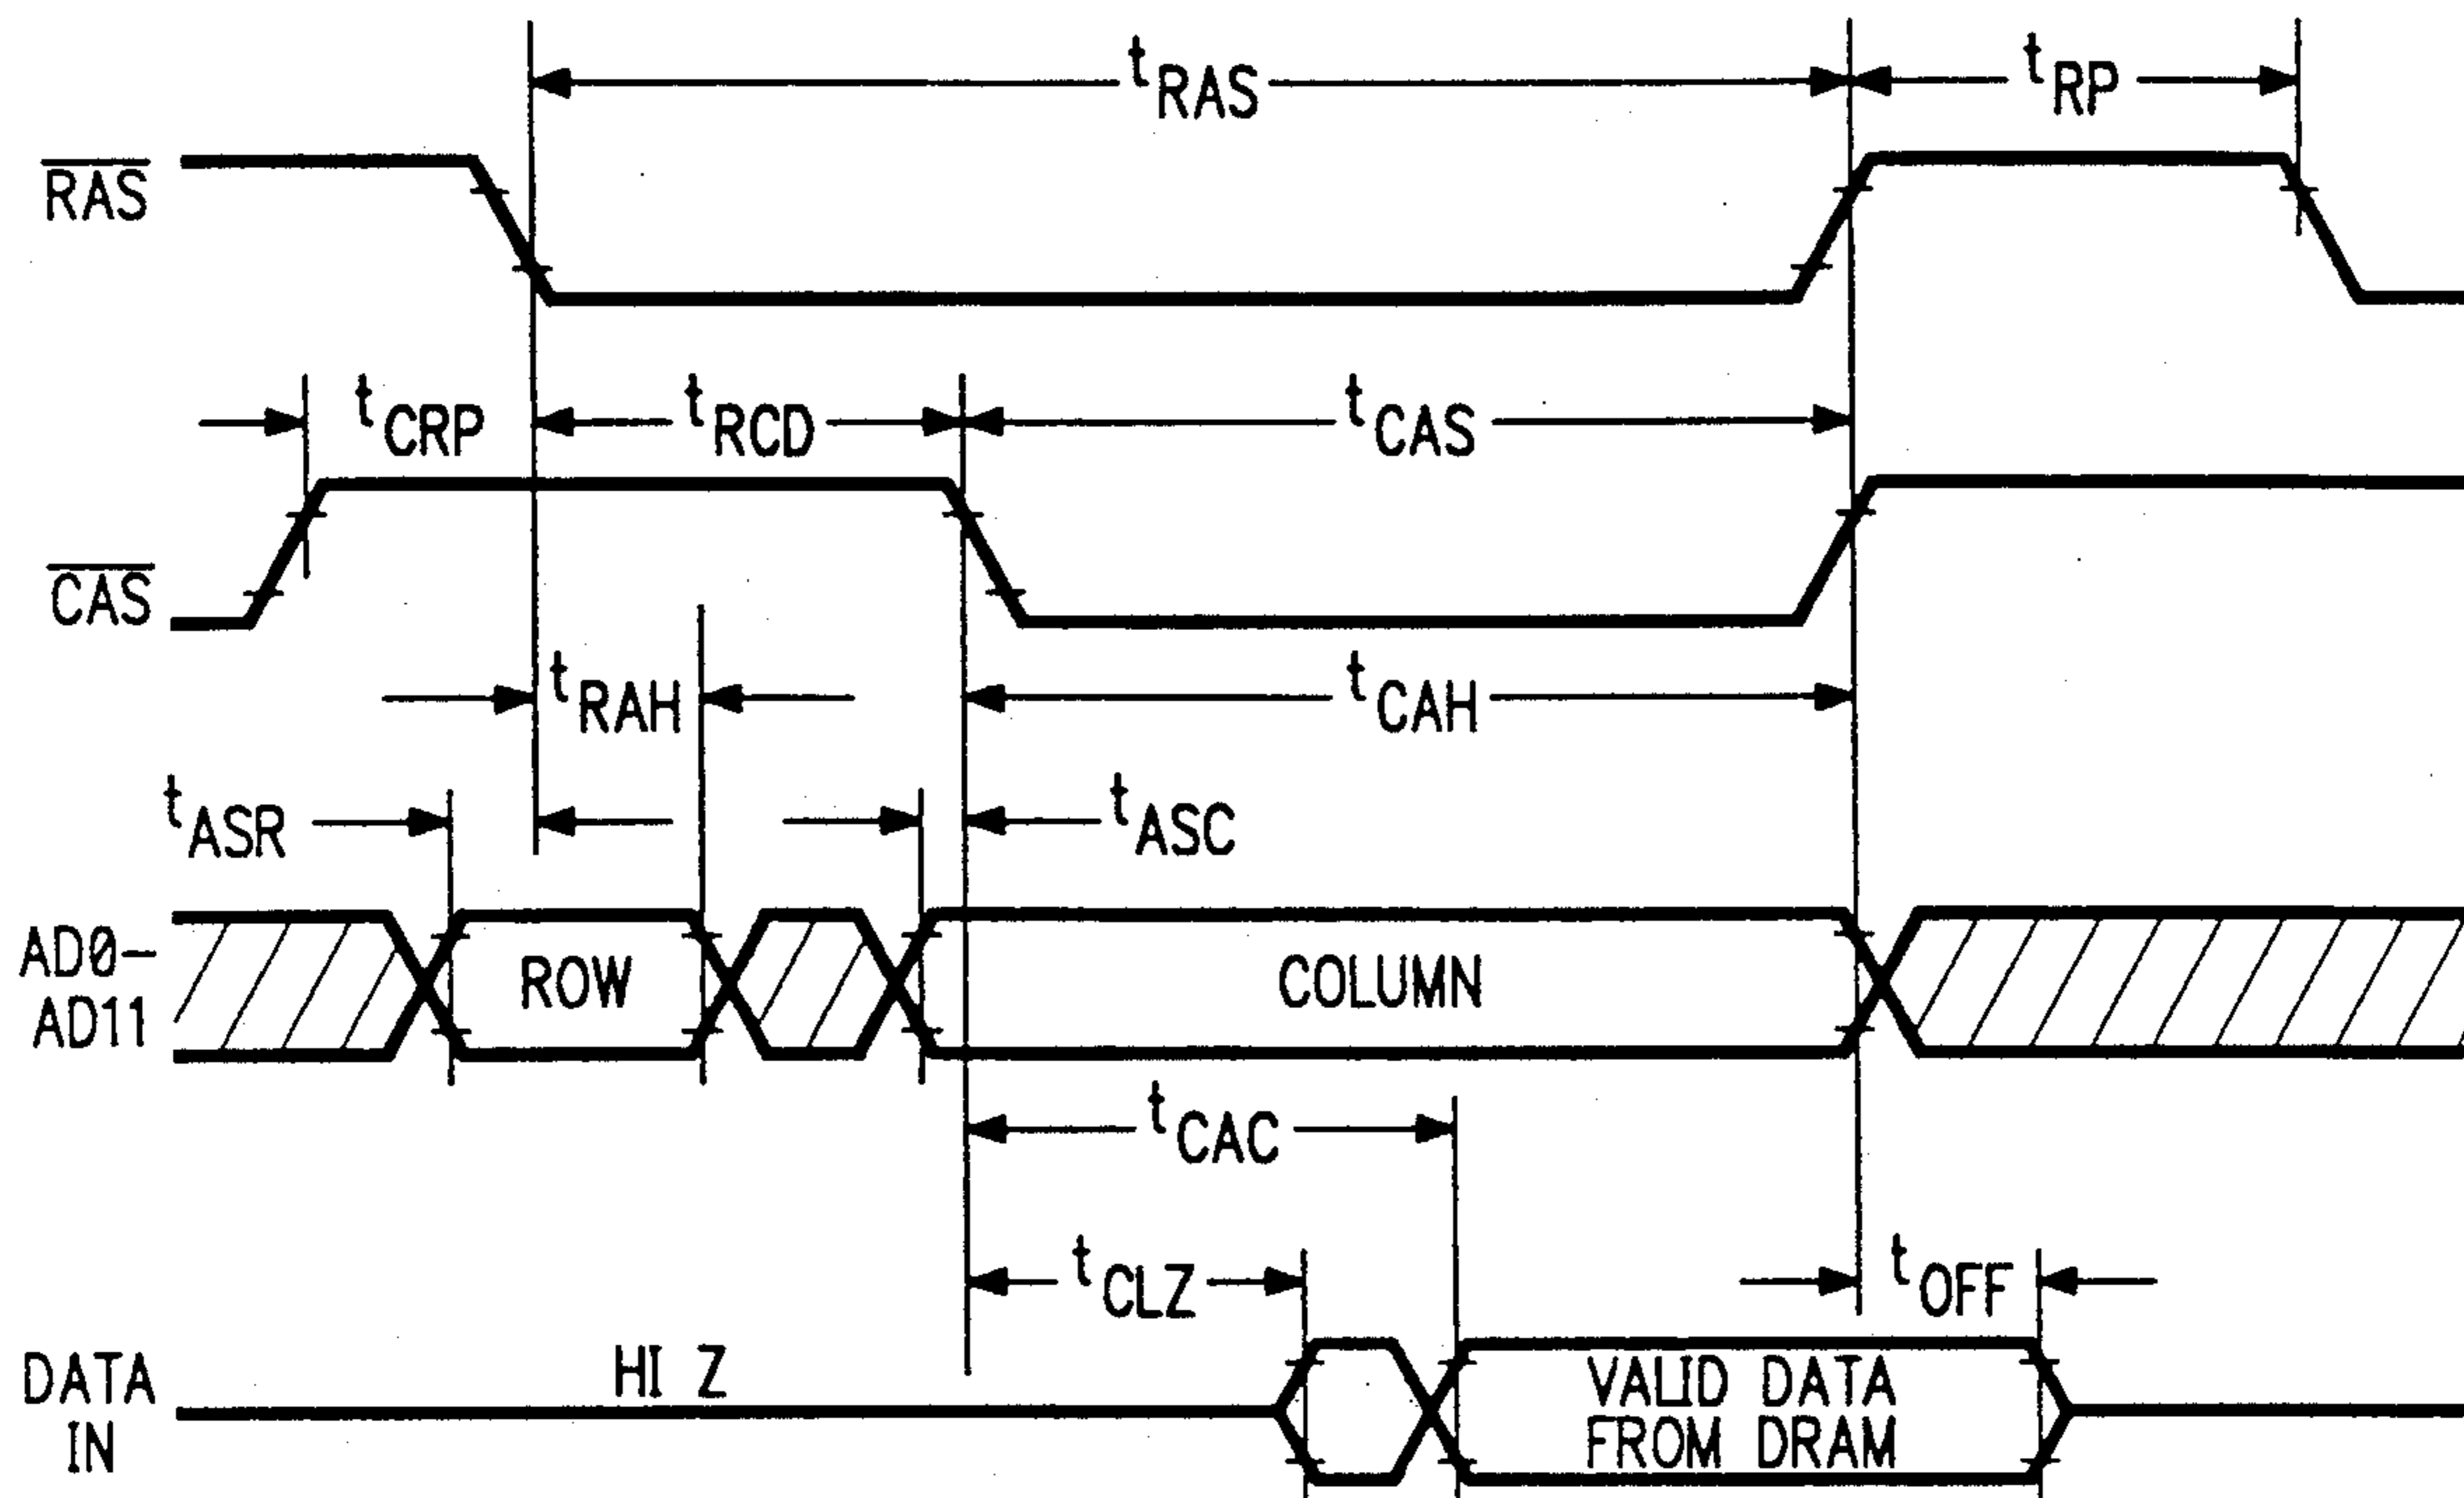 tRAS
tRP
RAS
tCRP
tRCD
tCAS
CAS
tRAH
tCAH
tASR
tASC
AD0-
AD11
ROW
COLUMN
tCAC
tCLZ
tOFF
DATA
IN
HI Z
VALID DATA
FROM DRAM